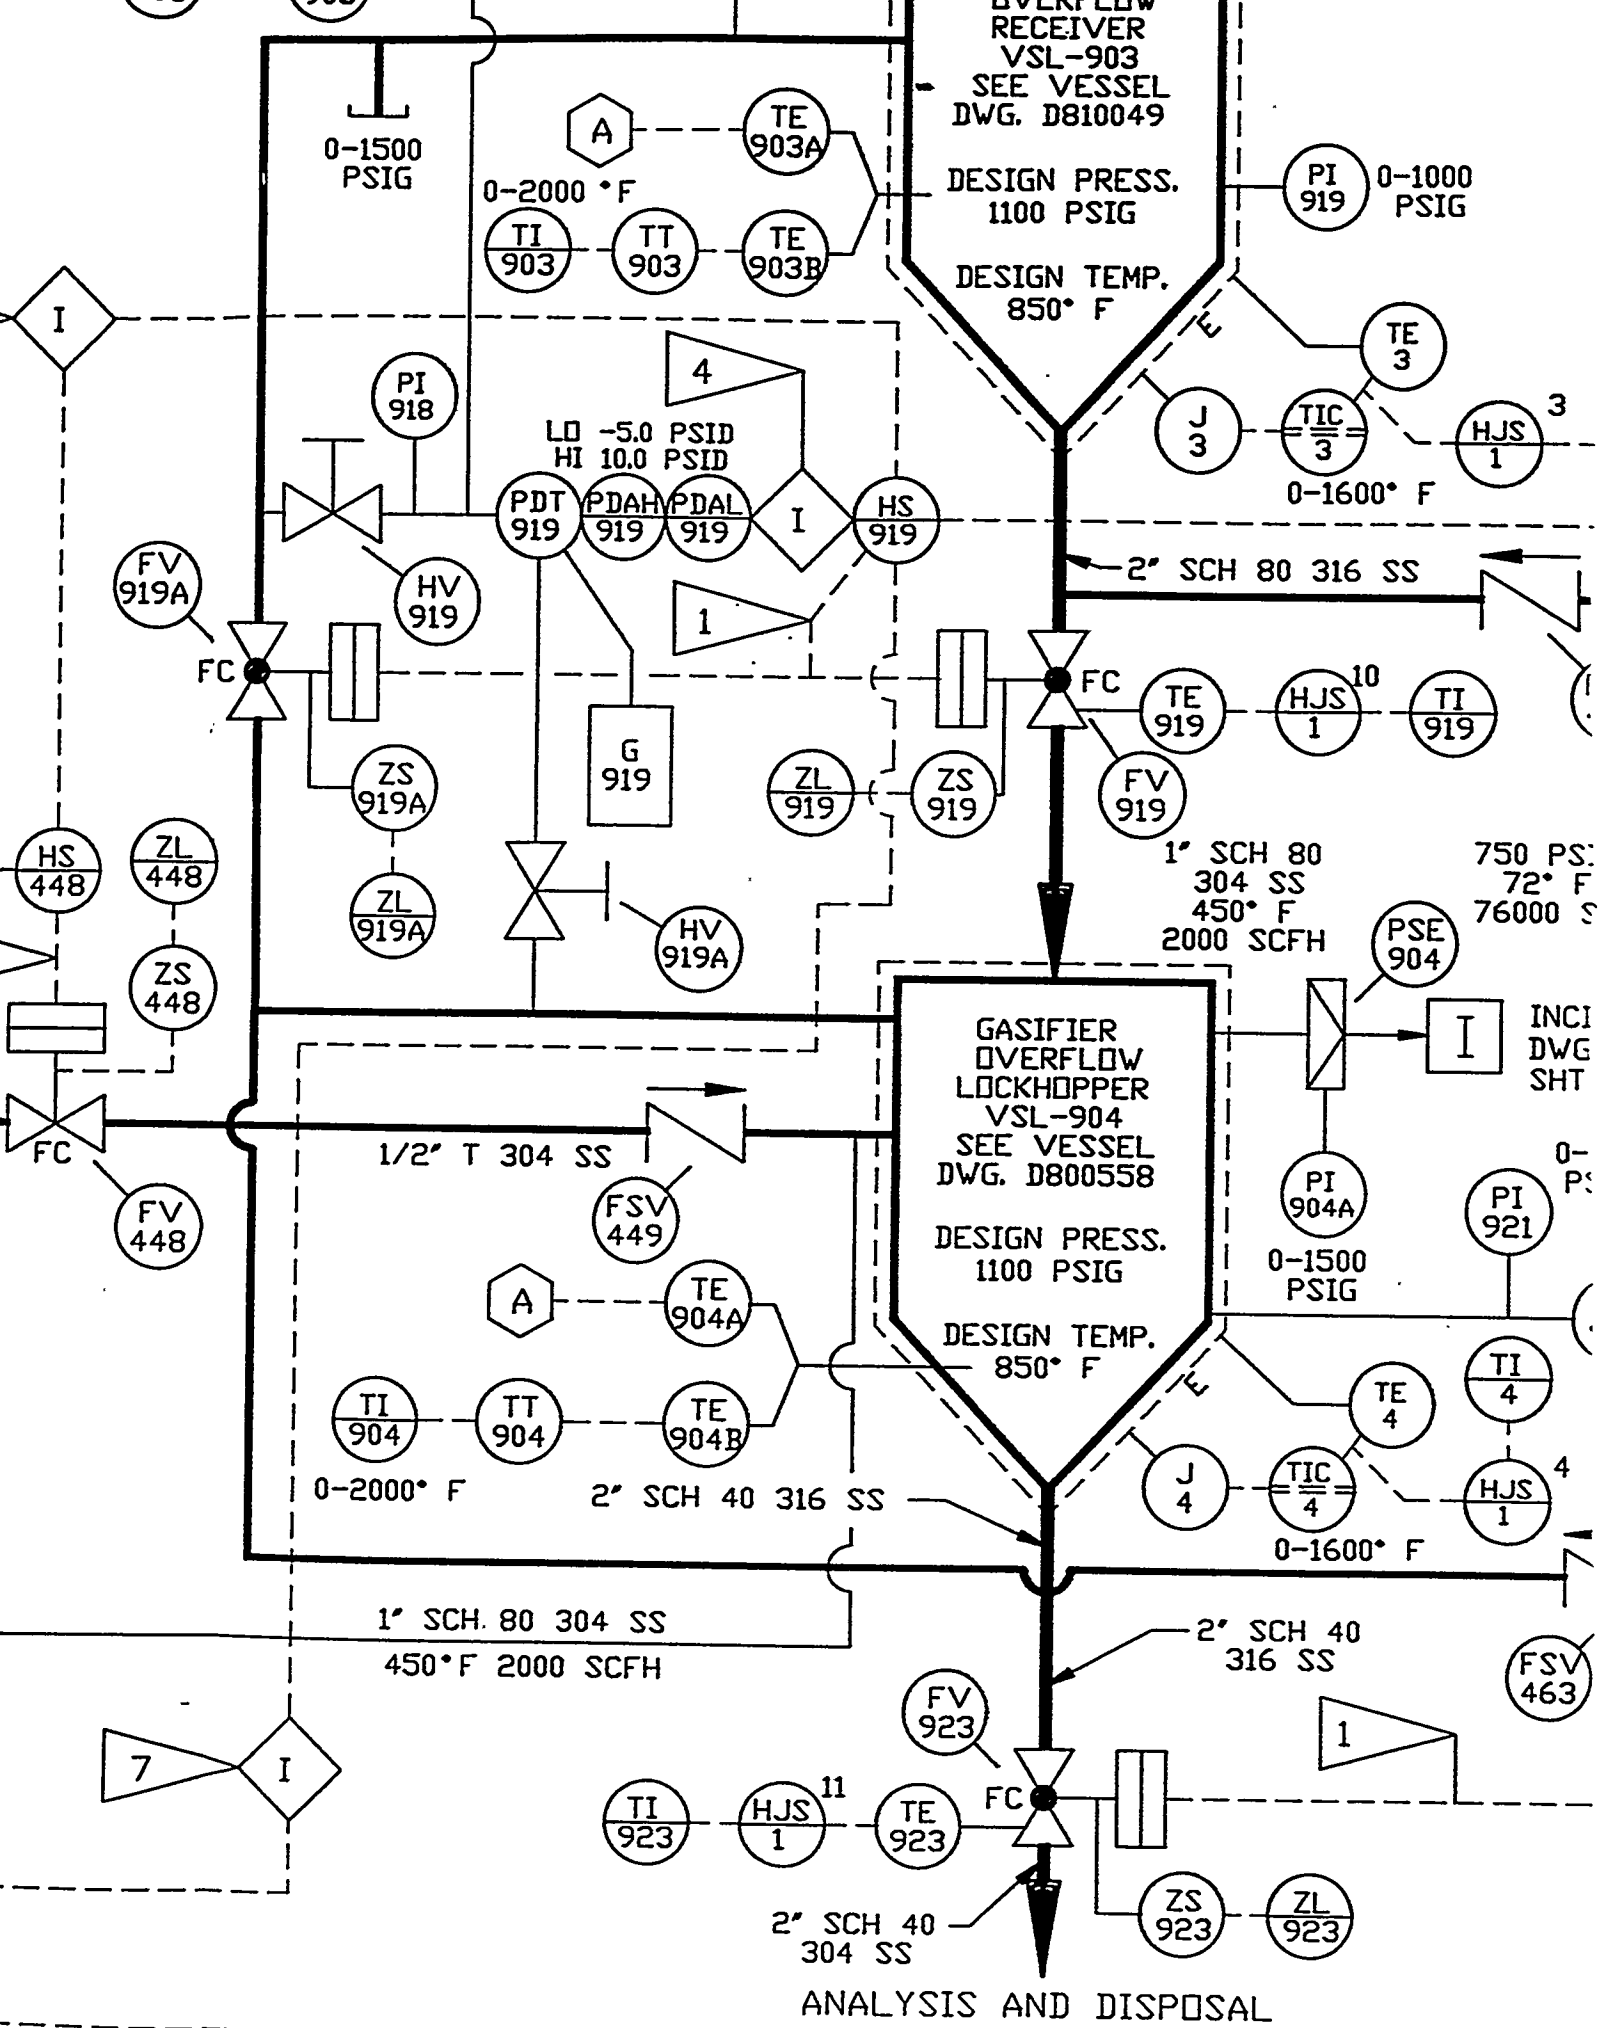 OVERFLOW
RECEIVER
VSL-903
SEE VESSEL
DWG. D810049
DESIGN PRESS.
1100 PSIG
DESIGN TEMP.
850° F
0-1500
PSIG
A
TE
903A
0-2000 °F
TI
903
TT
903
TE
903B
PI
919
0-1000
PSIG
I
4
E
TE
3
PI
918
LO -5.0 PSID
HI 10.0 PSID
J
3
TIC
3
HJS
1
3
0-1600° F
PDT
919
PDAH
919
PDAL
919
I
HS
919
FV
919A
HV
919
1
2" SCH 80 316 SS
FC
FC
TE
919
HJS
1
10
TI
919
G
919
ZS
919A
ZL
919
ZS
919
FV
919
HS
448
ZL
448
ZL
919A
HV
919A
1" SCH 80
304 SS
450° F
2000 SCFH
750
72° F
76000
PSE
904
ZS
448
I
DWG
SHT
GASIFIER
OVERFLOW
LOCKHOPPER
VSL-904
SEE VESSEL
DWG. D800558
DESIGN PRESS.
1100 PSIG
DESIGN TEMP.
850° F
FC
1/2" T 304 SS
FV
448
FSV
449
PI
904A
0-1500
PSIG
PI
921
A
TE
904A
TI
904
TT
904
TE
904B
0-2000° F
2" SCH 40 316 SS
E
TE
4
TI
4
J
4
TIC
4
HJS
1
4
0-1600° F
1" SCH. 80 304 SS
450°F 2000 SCFH
2" SCH 40
316 SS
FSV
463
FV
923
1
7
I
FC
TI
923
HJS
1
11
TE
923
ZS
923
ZL
923
2" SCH 40
304 SS
ANALYSIS AND DISPOSAL